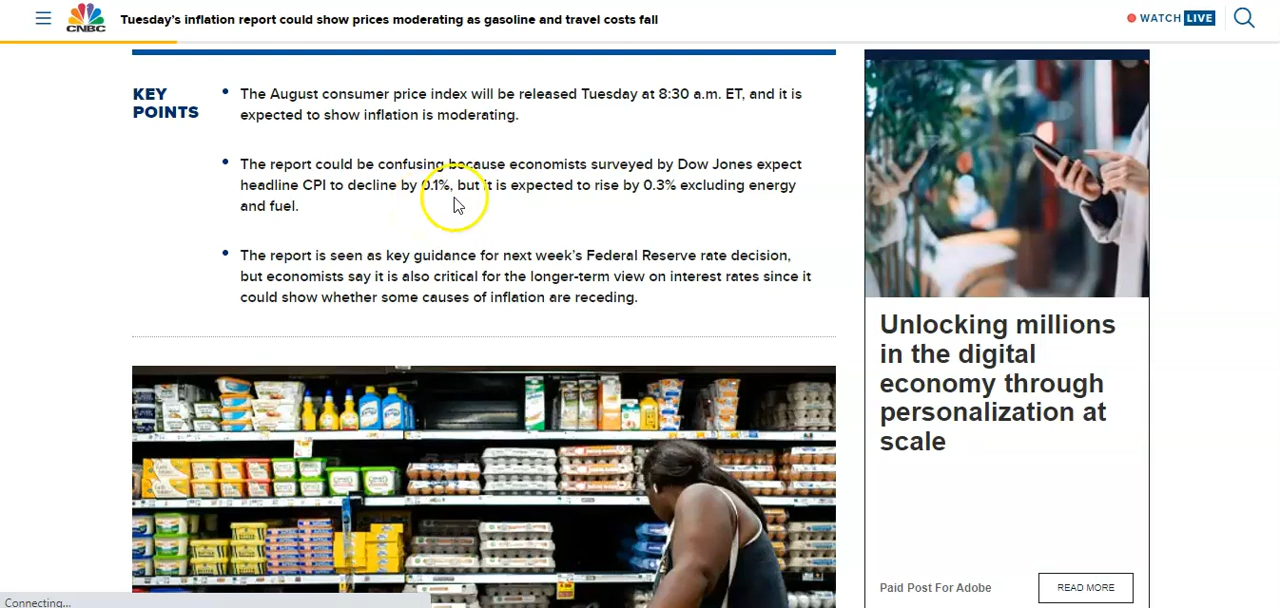 CNBC
Tuesday's inflation report could show prices moderating as gasoline and travel costs fall
WATCH LIVE
KEY
POINTS
The August consumer price index will be released Tuesday at 8:30 a.m. ET, and it is
expected to show inflation is moderating.
The report could be confusing because economists surveyed by Dow Jones expect
headline CPI to decline by 0.1%, but it is expected to rise by 0.3% excluding energy
and fuel.
The report is seen as key guidance for next week's Federal Reserve rate decision,
but economists say it is also critical for the longer-term view on interest rates since it
could show whether some causes of inflation are receding.
Unlocking millions
in the digital
economy through
personalization at
scale
Paid Post For Adobe
READ MORE
Connecting...